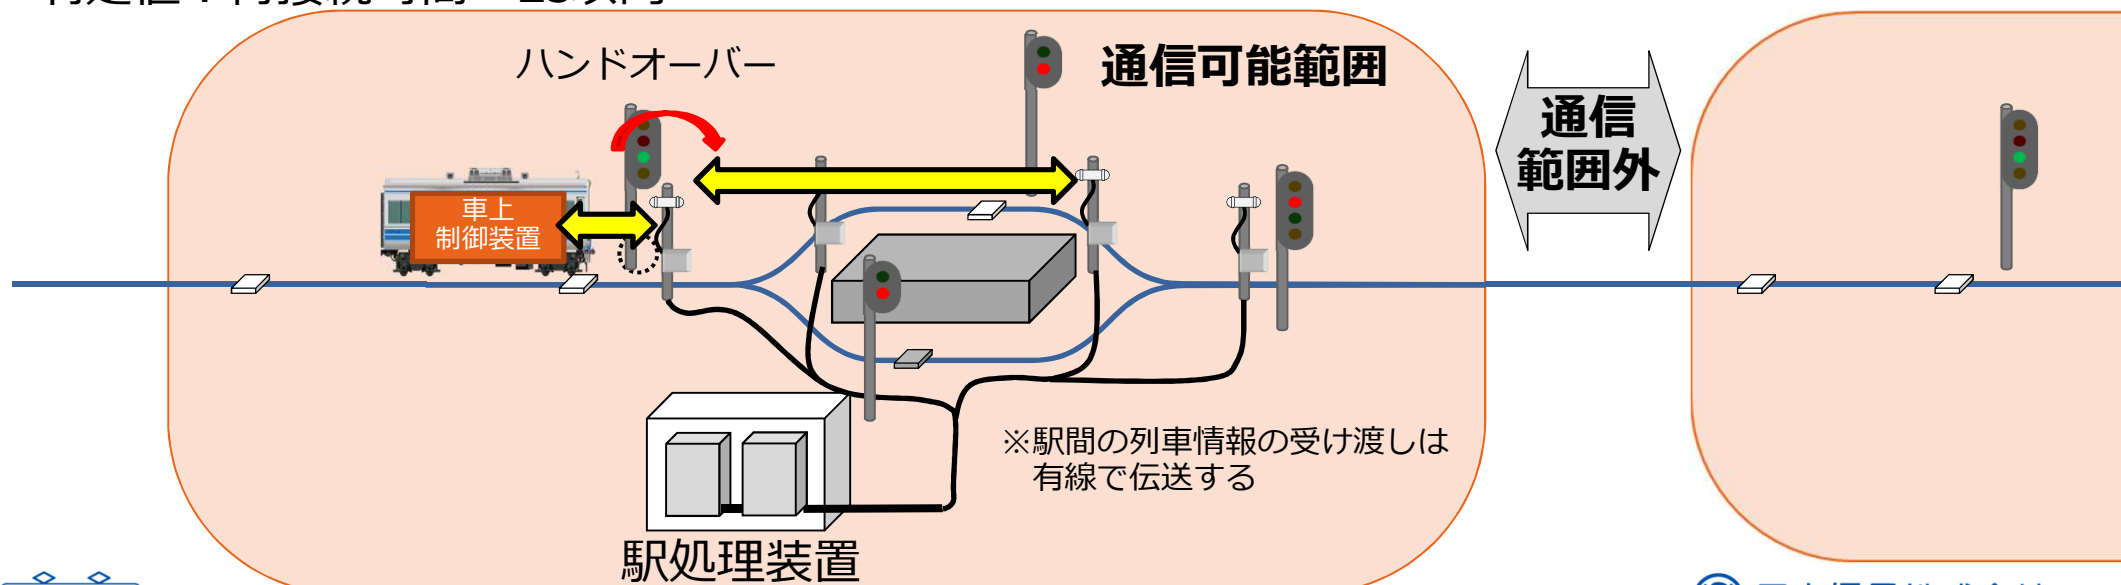 ハンドオーバー
通信可能範囲
通信
範囲外
車上
制御装置
※駅間の列車情報の受け渡しは
有線で伝送する
駅処理装置